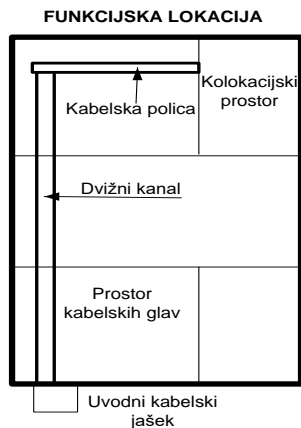 FUNKCIJSKA LOKACIJA
Kolokacijski
prostor
Kabelska polica
Dvižni kanal
Prostor
kabelskih glav
Uvodni kabelski
jašek